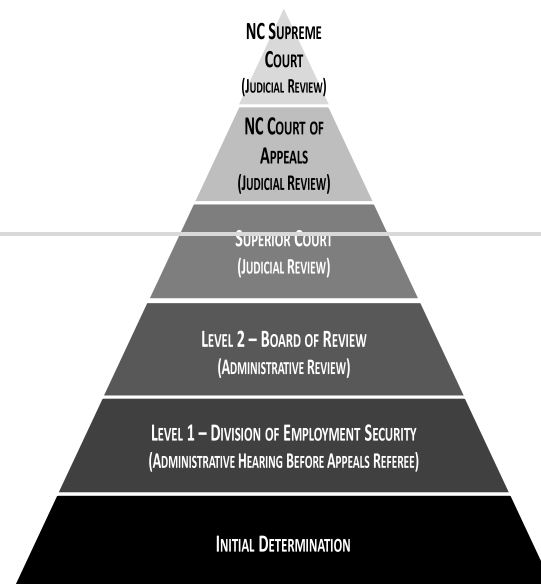 NC SUPREME
COURT
(JUDICIAL REVIEW)
NC COURT OF
APPEALS
(JUDICIAL REVIEW)
SUPERIOR COURT
(JUDICIAL REVIEW)
LEVEL 2 – BOARD OF REVIEW
(ADMINISTRATIVE REVIEW)
LEVEL 1 – DIVISION OF EMPLOYMENT SECURITY
(ADMINISTRATIVE HEARING BEFORE APPEALS REFEREE)
INITIAL DETERMINATION